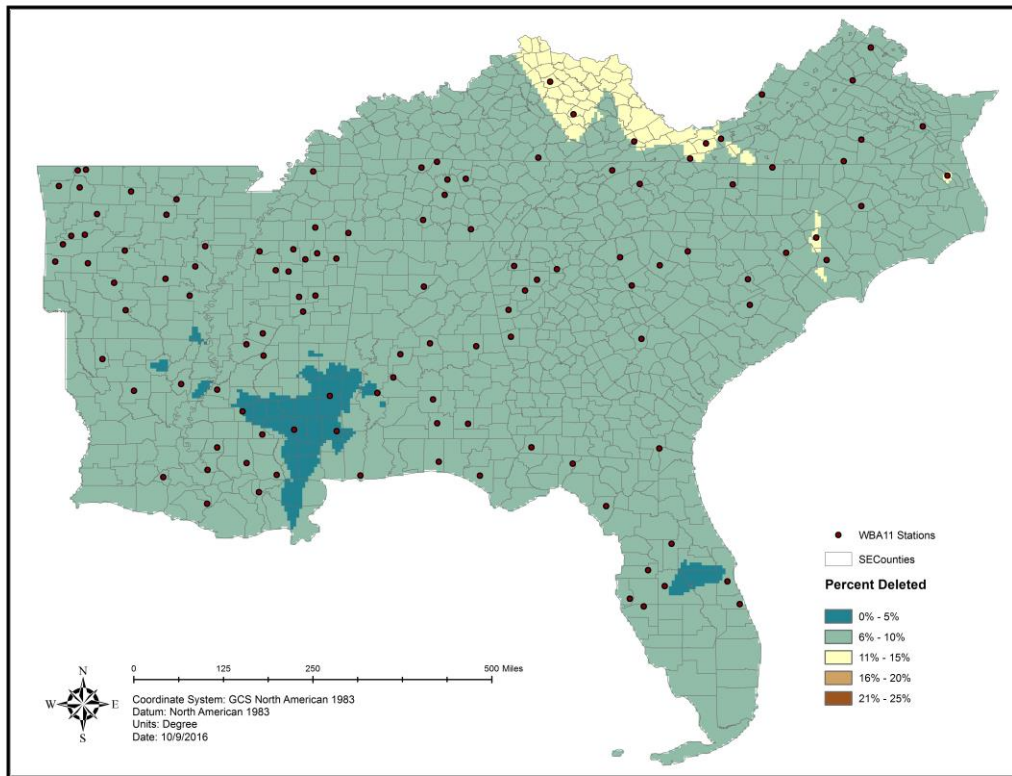 WBA11 Stations
SECounties
Percent Deleted
0% - 5%
6% - 10%
11% - 15%
16% - 20%
21% - 25%
0 125 250 500 Miles
N
W E
S
Coordinate System: GCS North American 1983
Datum: North American 1983
Units: Degree
Date: 10/9/2016